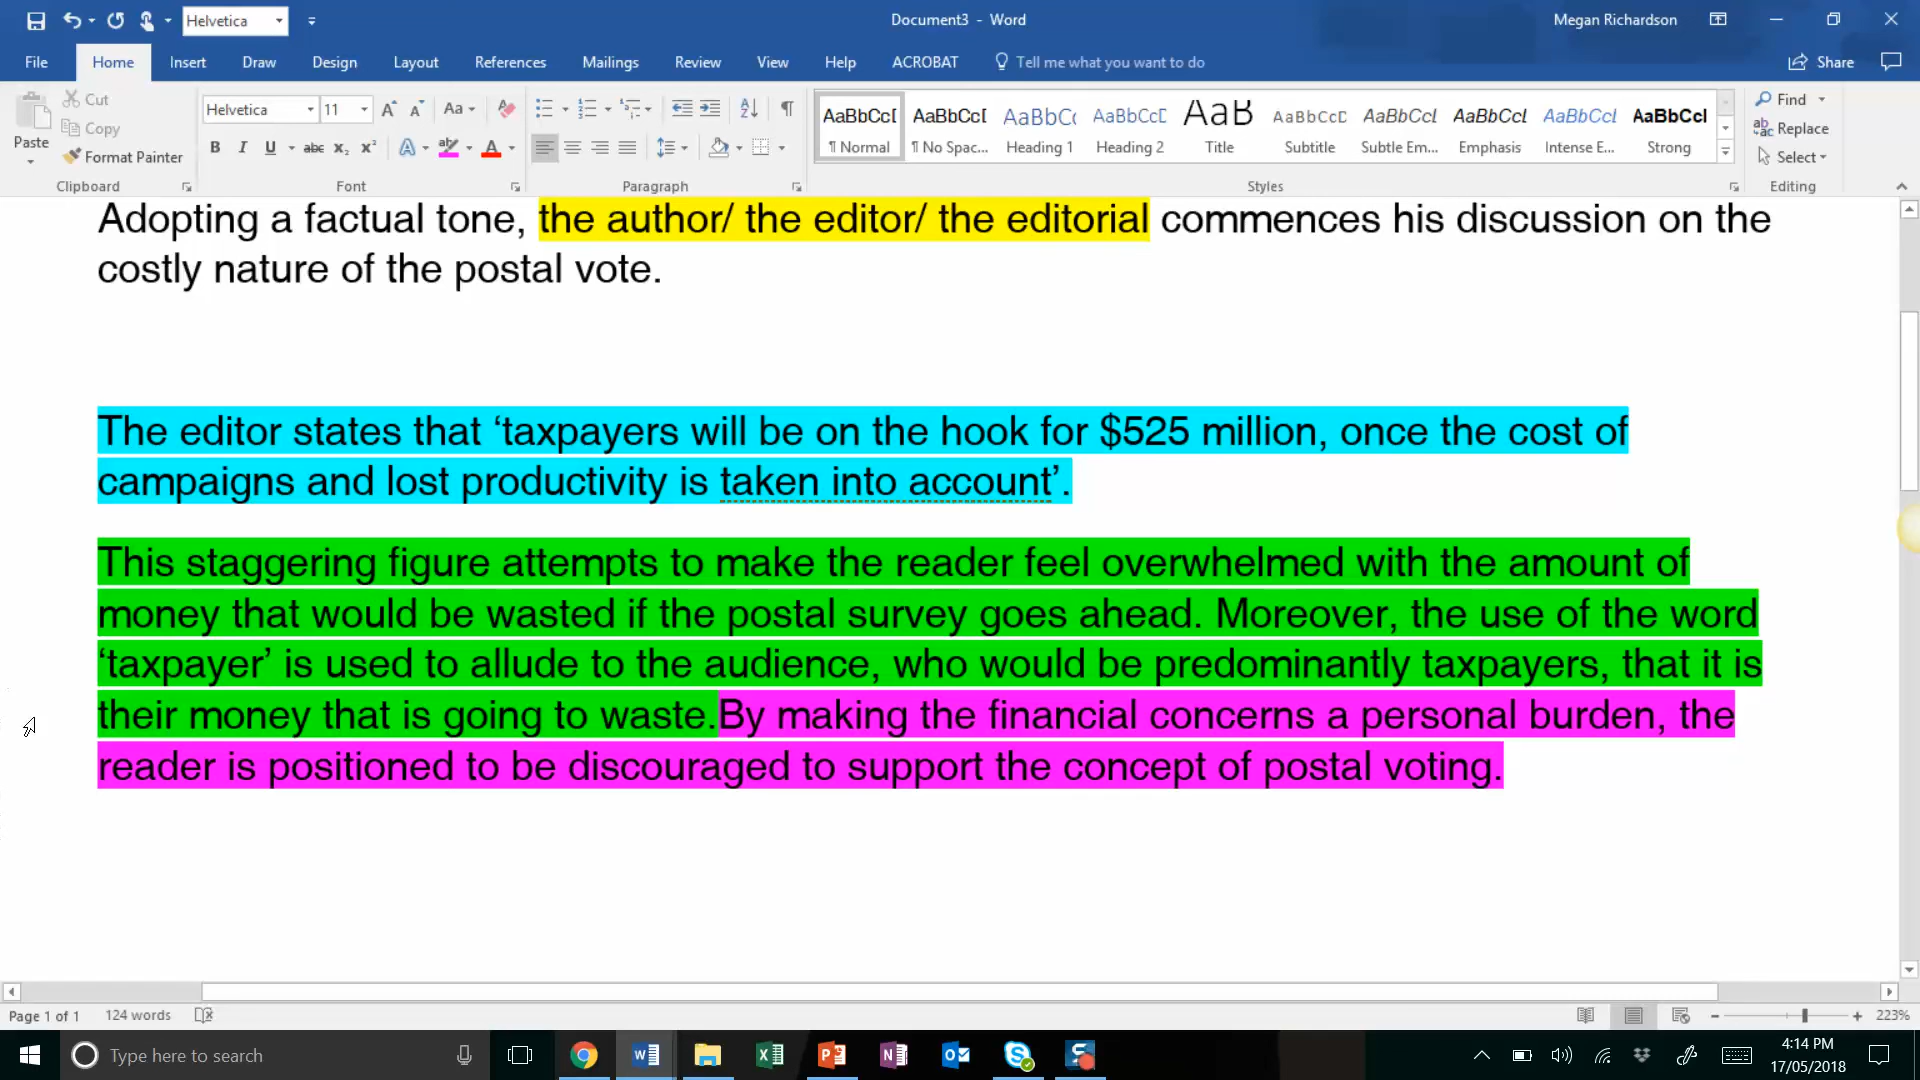 Helvetica
Document3 - Word
Megan Richardson
File Home Insert Draw Design Layout References Mailings Review View Help ACROBAT Tell me what you want to do Share
Paste
Cut
Copy
Format Painter
Clipboard
Helvetica 11
Font
Paragraph
AaBbCcD AaBbCcD AaBbCc AaBbCcD AaB AaBbCcD AaBbCcL AaBbCcL AaBbCcL AaBbCcl
¶ Normal ¶ No Spac... Heading 1 Heading 2 Title Subtitle Subtle Em... Emphasis Intense E... Strong
Styles
Find
Replace
Select
Editing
Adopting a factual tone, the author/ the editor/ the editorial commences his discussion on the
costly nature of the postal vote.
The editor states that ‘taxpayers will be on the hook for $525 million, once the cost of
campaigns and lost productivity is taken into account’.
This staggering figure attempts to make the reader feel overwhelmed with the amount of
money that would be wasted if the postal survey goes ahead. Moreover, the use of the word
‘taxpayer’ is used to allude to the audience, who would be predominantly taxpayers, that it is
their money that is going to waste.By making the financial concerns a personal burden, the
reader is positioned to be discouraged to support the concept of postal voting.
Page 1 of 1 124 words
223%
Type here to search
4:14 PM
17/05/2018